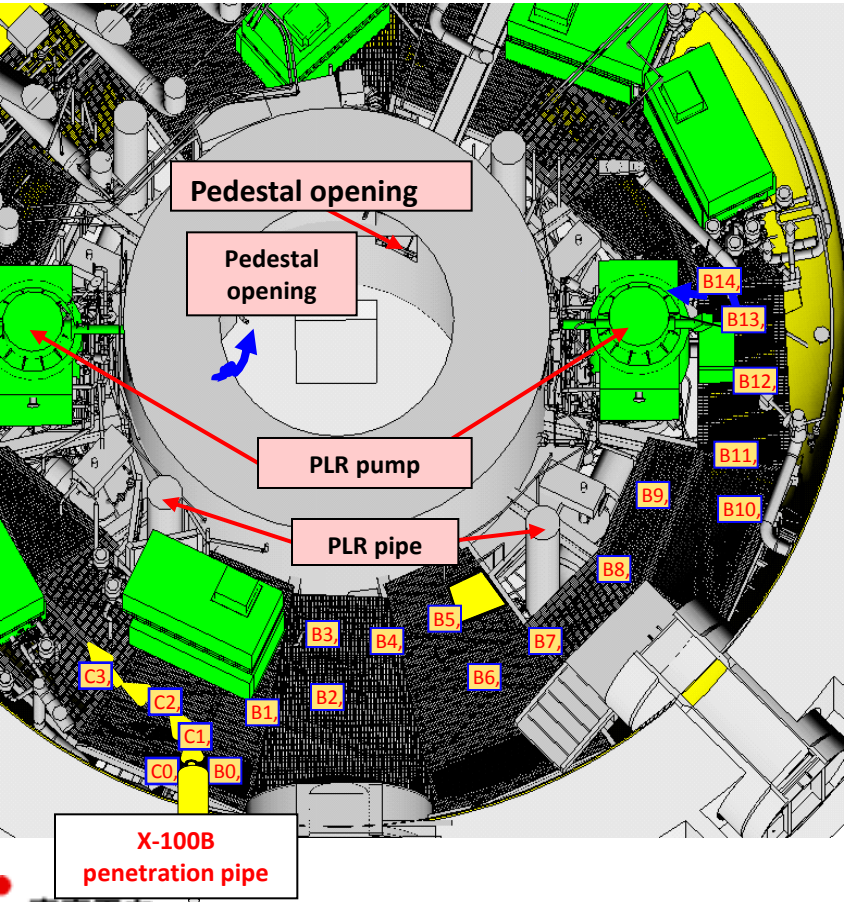 Pedestal opening
Pedestal
opening
B14,
B13,
B12,
PLR pump
B11,
B9,
B10,
PLR pipe
B8,
B5,
B3,
B4,
B7,
C3,
B6,
C2,
B2,
B1,
C1,
C0,
B0,
X-100B
penetration pipe